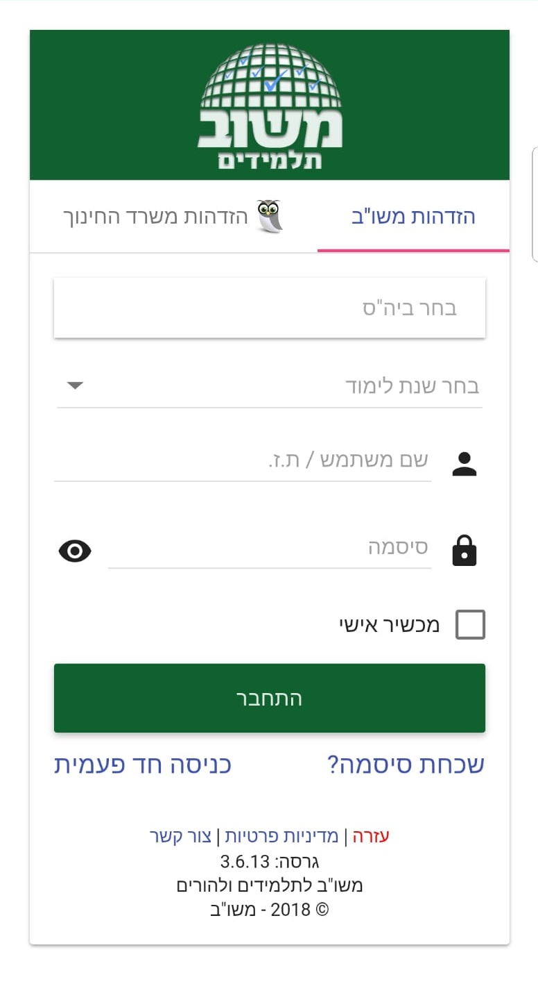 משוב
תלמידים
הזדהות משו"ב
הזדהות משרד החינוך
בחר ביה"ס
בחר שנת לימוד
שם משתמש / ת.ז.
סיסמה
מכשיר אישי
התחבר
שכחת סיסמה? כניסה חד פעמית
עזרה | מדיניות פרטיות | צור קשר
גרסה: 3.6.13
משו"ב לתלמידים ולהורים
© 2018 - משו"ב